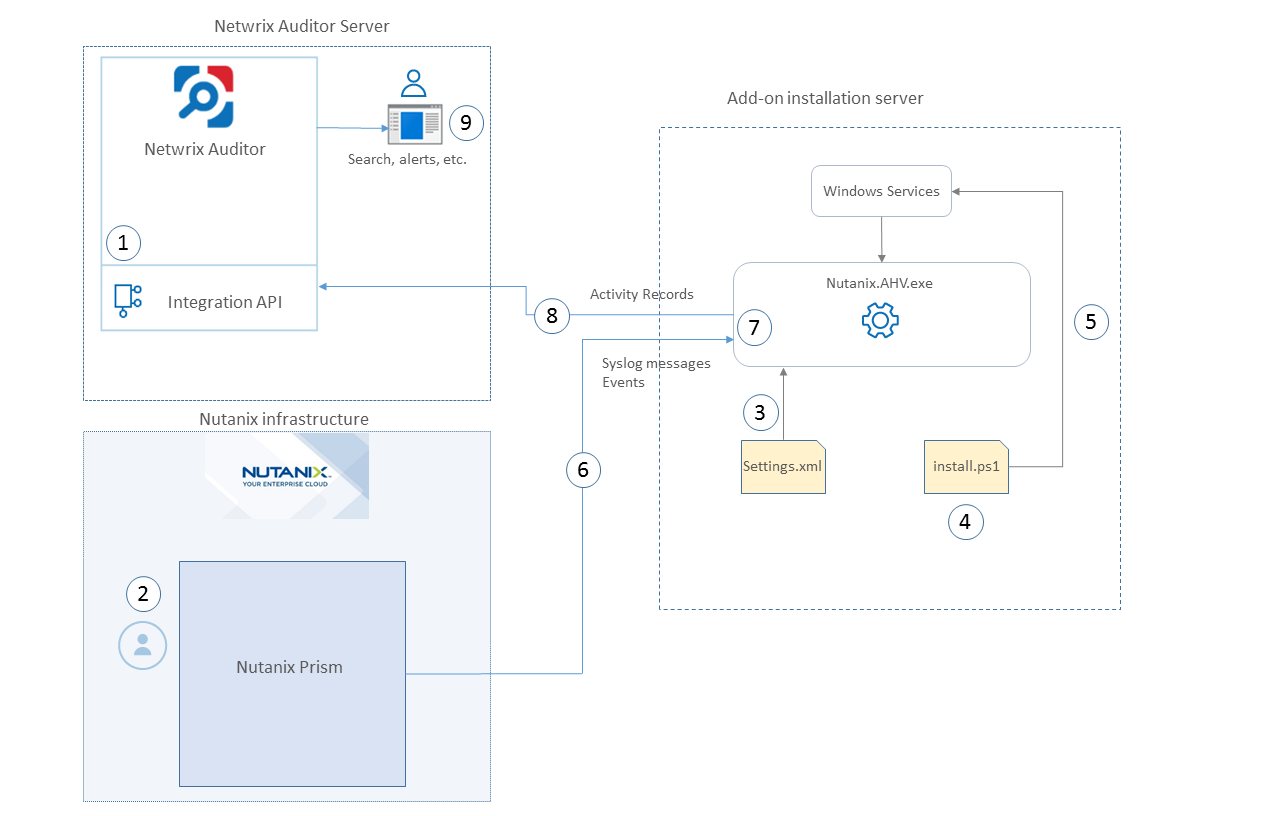 Netwrix Auditor Server
Netwrix Auditor
9
Search, alerts, etc.
1
Integration API
Add-on installation server
Windows Services
Nutanix.AHV.exe
Activity Records
8
7
5
Syslog messages
Events
3
Settings.xml
install.ps1
4
6
Nutanix infrastructure
NUTANIX™
YOUR ENTERPRISE CLOUD
2
Nutanix Prism